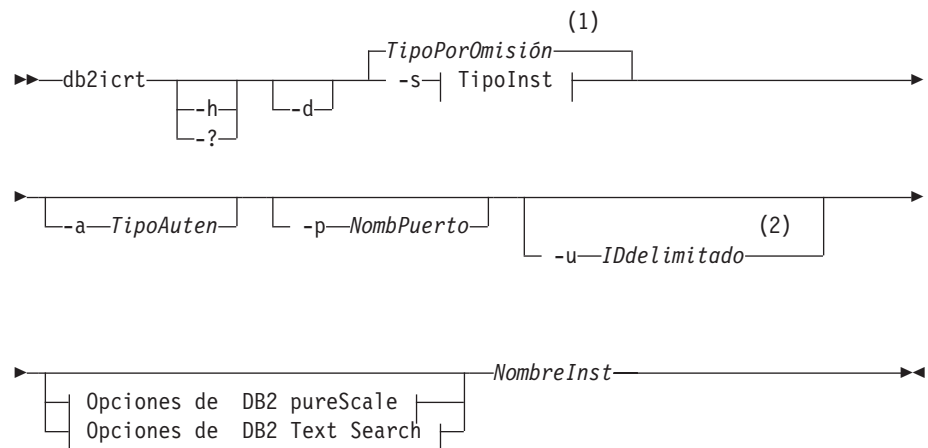 (1)
TipoPorOmisión
db2icrt -h -d -s TipoInst
-?
-a TipoAuten -p NombPuerto
(2)
-u IDdelimitado
NombreInst
Opciones de DB2 pureScale
Opciones de DB2 Text Search